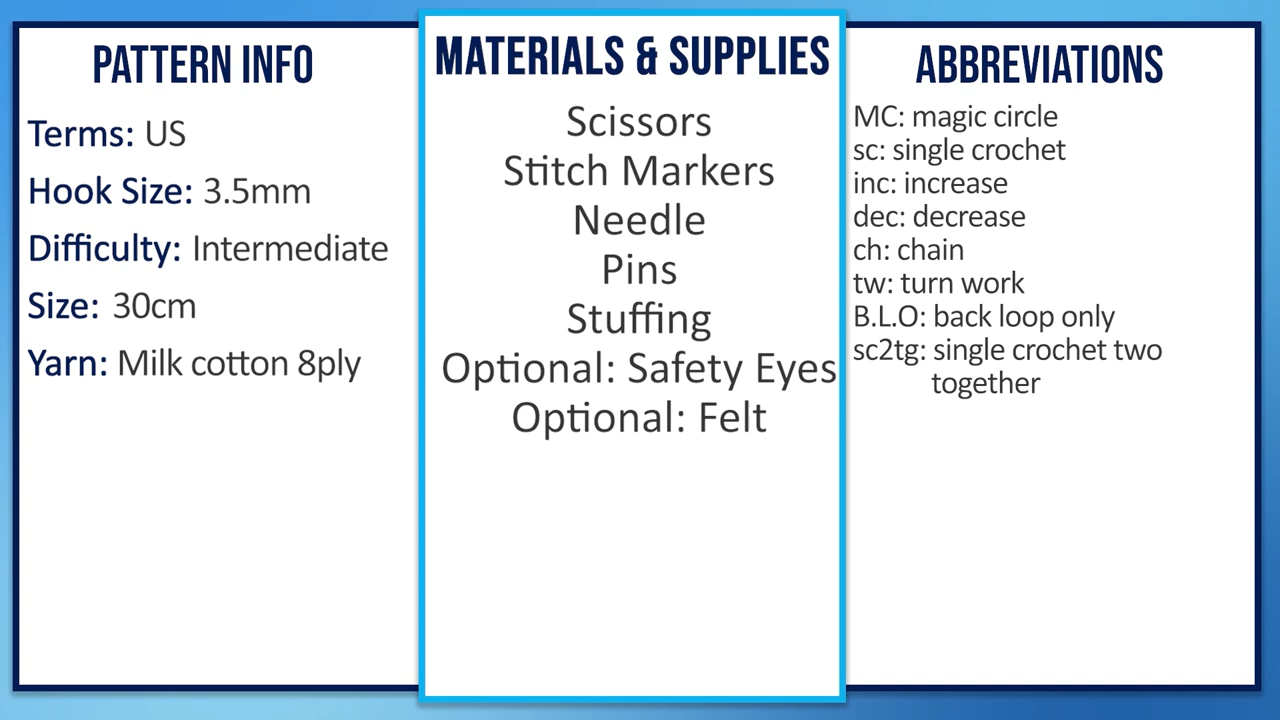 PATTERN INFO
Terms: US
Hook Size: 3.5mm
Difficulty: Intermediate
Size: 30cm
Yarn: Milk cotton 8ply
MATERIALS & SUPPLIES
Scissors
Stitch Markers
Needle
Pins
Stuffing
Optional: Safety Eyes
Optional: Felt
ABBREVIATIONS
MC: magic circle
sc: single crochet
inc: increase
dec: decrease
ch: chain
tw: turn work
B.L.O: back loop only
sc2tg: single crochet two
together